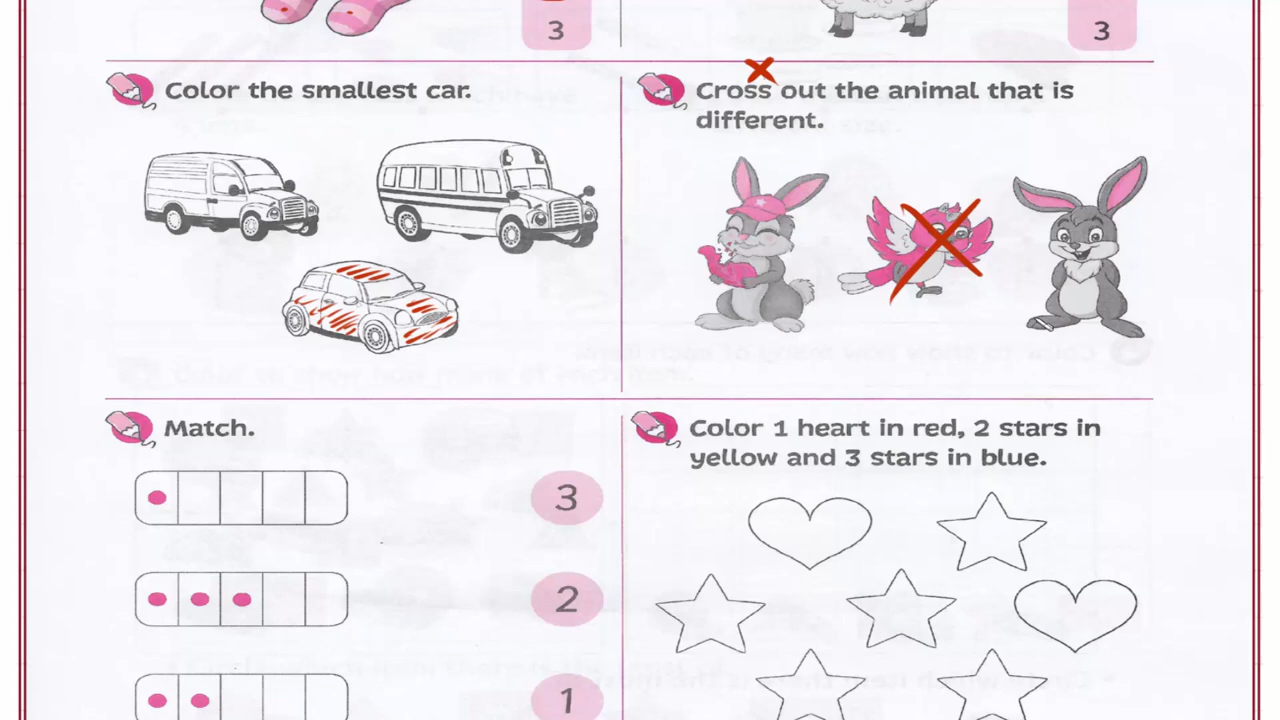 3
3
Color the smallest car.
Cross out the animal that is
different.
Match.
3
2
1
Color 1 heart in red, 2 stars in
yellow and 3 stars in blue.